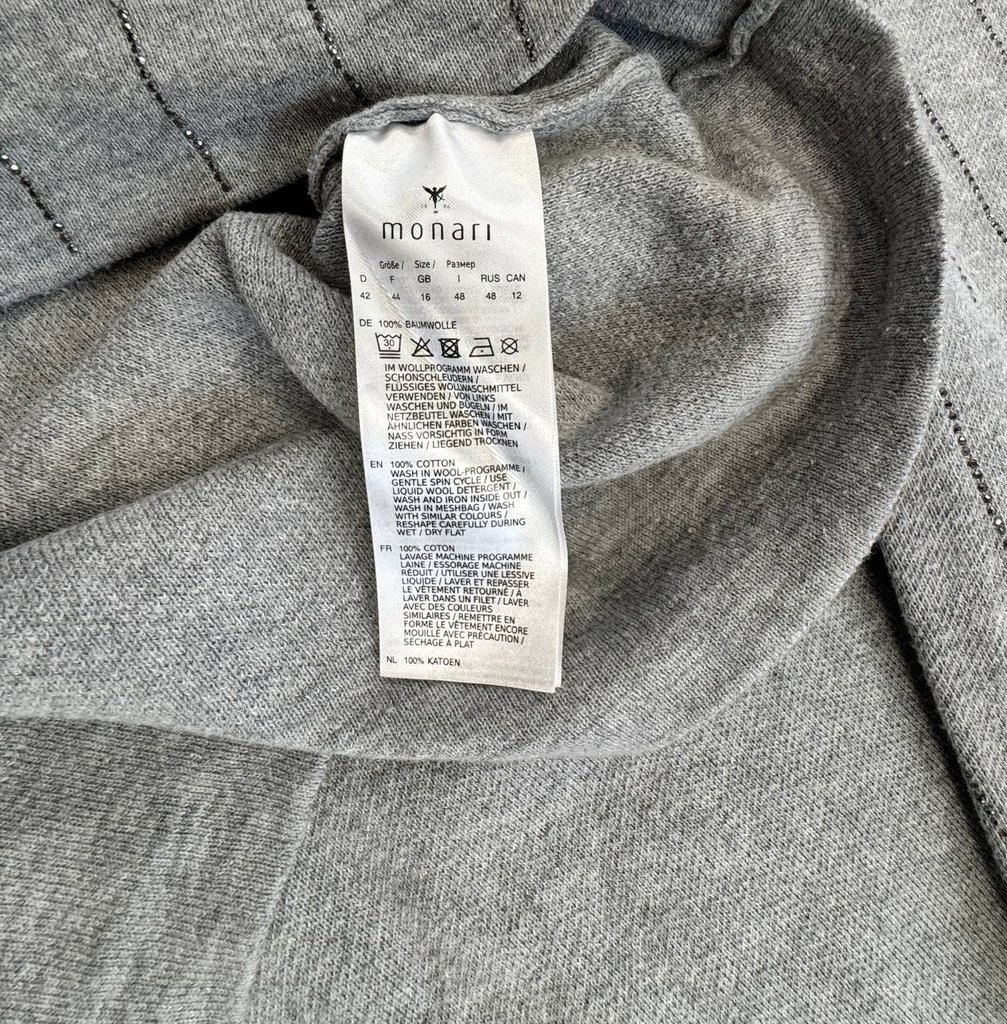 monari
Größe / Size / Размер
D F GB I RUS CAN
42 44 16 48 48 12
DE 100% BAUMWOLLE
30
IM WOLLPROGRAMM WASCHEN /
SCHONSCHLEUDERN /
FLÜSSIGES WOLLWASCHMITTEL
VERWENDEN / VON LINKS
WASCHEN UND BÜGELN / IM
NETZBEUTEL WASCHEN / MIT
ÄHNLICHEN FARBEN WASCHEN /
NASS VORSICHTIG IN FORM
ZIEHEN / LIEGEND TROCKNEN
EN 100% COTTON
WASH IN WOOL-PROGRAMME /
GENTLE SPIN CYCLE / USE
LIQUID WOOL DETERGENT /
WASH AND IRON INSIDE OUT /
WASH IN MESHBAG / WASH
WITH SIMILAR COLOURS /
RESHAPE CAREFULLY DURING
WET / DRY FLAT
FR 100% COTON
LAVAGE MACHINE PROGRAMME
LAINE / ESSORAGE MACHINE
RÉDUIT / UTILISER UNE LESSIVE
LIQUIDE / LAVER ET REPASSER
LE VÊTEMENT RETOURNÉ / À
LAVER DANS UN FILET / LAVER
AVEC DES COULEURS
SIMILAIRES / REMETTRE EN
FORME LE VÊTEMENT ENCORE
MOUILLÉ AVEC PRÉCAUTION /
SÉCHAGE À PLAT
NL 100% KATOEN